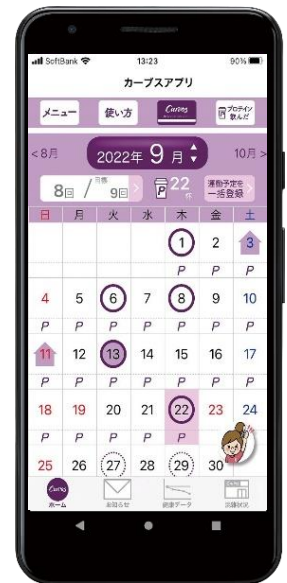 SoftBank 13:23 90%
カーブスアプリ
メニュー 使い方 Curves プロテイン飲んだ
<8月 2022年 9月 10月>
8回 / 目標 9回 P 22 杯 運動予定を一括登録
日 月 火 水 木 金 土
1 2 3
P P P
4 5 6 7 8 9 10
P P P P P P P
11 12 13 14 15 16 17
P P P P P P P
18 19 20 21 22 23 24
P P P P P
25 26 27 28 29 30
Curves
ホーム お知らせ 健康データ 活動状況